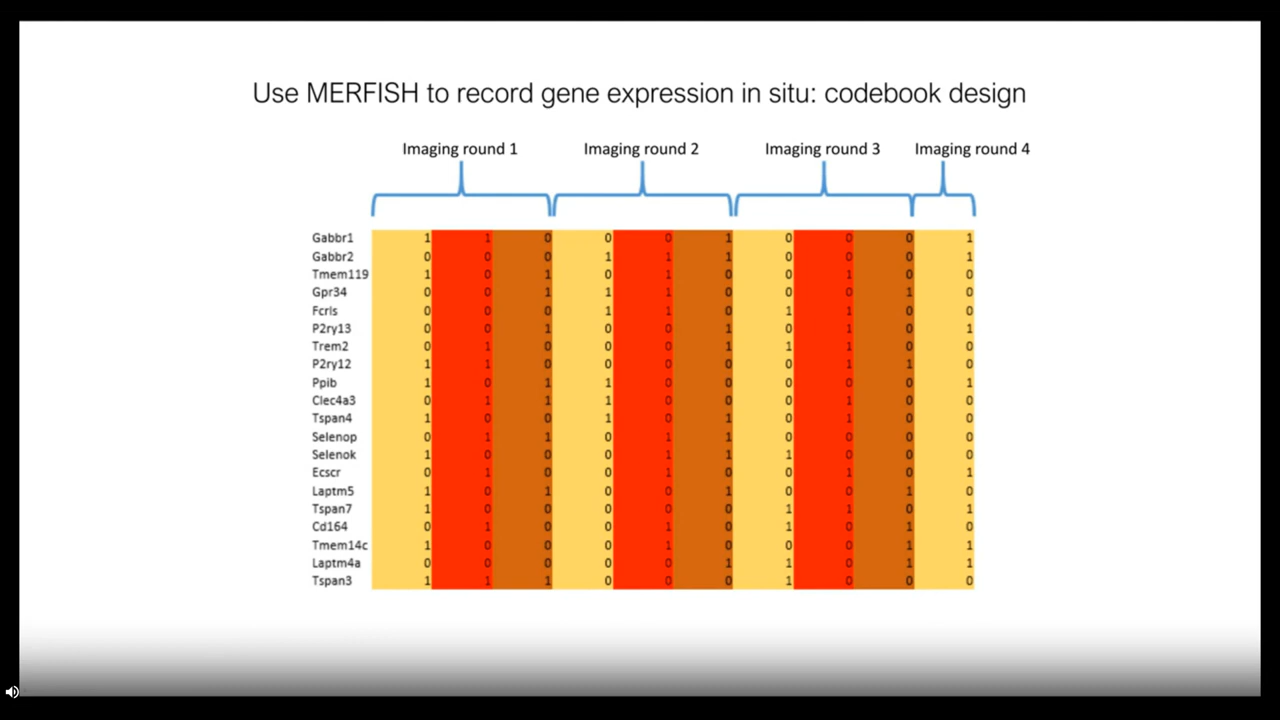 Use MERFISH to record gene expression in situ: codebook design
Imaging round 1 Imaging round 2 Imaging round 3 Imaging round 4
Gabbr1 1 1 0 0 0 1 0 0 0 1
Gabbr2 0 0 0 1 1 1 0 0 0 1
Tmem119 1 0 1 0 1 0 0 1 0 0
Gpr34 0 0 1 1 1 0 0 0 1 0
Fcrls 0 0 0 1 1 0 1 1 0 0
P2ry13 0 0 1 0 0 1 0 1 0 1
Trem2 0 1 0 0 0 1 1 1 0 0
P2ry12 1 1 0 0 0 0 0 1 1 0
Ppib 1 0 1 1 0 0 0 0 0 1
Clec4a3 0 1 1 1 0 0 0 1 0 0
Tspan4 1 0 0 1 0 1 0 1 0 0
Selenop 0 1 1 0 1 1 0 0 0 0
Selenok 1 0 0 0 1 1 1 0 0 0
Ecscr 0 1 0 0 1 0 0 1 0 1
Laptm5 1 0 1 0 0 1 0 0 1 0
Tspan7 1 0 0 0 0 0 1 1 0 1
Cd164 0 1 0 0 1 0 1 0 1 0
Tmem14c 1 0 0 0 1 0 0 0 1 1
Laptm4a 0 0 0 0 0 1 1 0 1 1
Tspan3 1 1 1 0 0 0 1 0 0 0